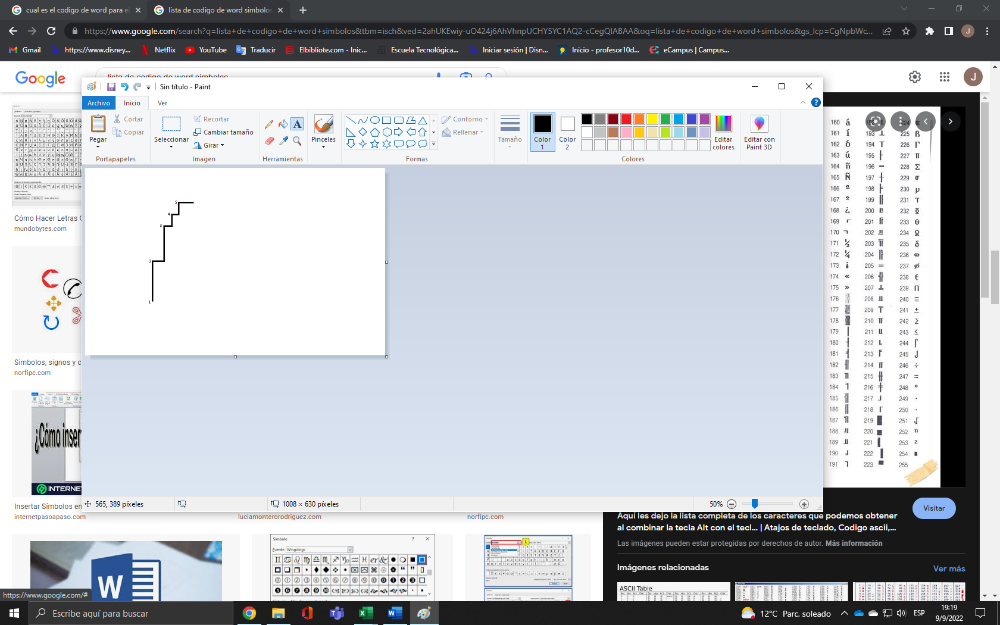 cual es el codigo de word para el
lista de codigo de word simbolos
https://www.google.com/search?q=lista+de+codigo+de+word+simbolos&tbm=isch&ved=2ahUKEwiy-uO424j6AhVhnpUCHY5YC1AQ2-cCegQIABAA&oq=lista+de+codigo+de+word+simbolos&gs_lcp=CgNpbWc...
J
Gmail
https://www.disney...
Netflix
YouTube
Traducir
Elbibliote.com - Inic...
Escuela Tecnológica...
Iniciar sesión | Disn...
Inicio - profesor10d...
eCampus | Campus...
Google
lista de codigo de word simbolos
J
Sin título - Paint
Archivo
Inicio
Ver
Pegar
Cortar
Copiar
Portapapeles
Seleccionar
Recortar
Cambiar tamaño
Girar
Imagen
A
Herramientas
Pinceles
Formas
Contorno
Rellenar
Tamaño
Color 1
Color 2
Editar colores
Colores
Editar con Paint 3D
5
4
3
2
1
565, 389 píxeles
1008 × 630 píxeles
50%
Cómo Hacer Letras
mundobytes.com
Simbolos, signos y c
norfipc.com
¿Cómo inser
INTERNE
Insertar Símbolos en
internetpasoapaso.com
luciamonterorodriguez.com
norfipc.com
160 á
161 í 193 ┴ 225 ß
162 ó 194 ┬ 226 Γ
163 ú 195 ├ 227 π
164 ñ 196 ─ 228 Σ
165 Ñ 197 ┼ 229 σ
166 ª 198 ╞ 230 µ
167 º 199 ╟ 231 τ
168 ¿ 200 ╚ 232
169 ⌐ 201 ╔ 233 Θ
170 ¬ 202 ╩ 234 Ω
171 ½ 203 ╦ 235 δ
172 ¼ 204 ╠ 236 ∞
173 ¡ 205 ═ 237 ø
174 « 206 ╬ 238 ∈
175 » 207 ╧ 239 ∩
176 ░ 208 ╨ 240 ≡
177 ▒ 209 ╤ 241 ±
178 ▓ 210 ╥ 242 ≥
179 │ 211 ╙ 243 ≤
180 ┤ 212 ╘ 244 ⌠
181 ╡ 213 ╒ 245 ⌡
182 ╢ 214 ╓ 246 ÷
183 ╖ 215 ╫ 247 ≈
184 ╕ 216 ╪ 248 °
185 ╣ 217 ┘ 249 ·
186 ║ 218 ┌ 250 ·
187 ╗ 219 █ 251 √
188 ╝ 220 ▄ 252 ⁿ
189 ╜ 221 ▌ 253 ²
190 ╛ 222 ▐ 254 ■
191 ┐ 223 ▀ 255
Visitar
Aquí les dejo la lista completa de los caracteres que podemos obtener
al combinar la tecla Alt con el tecl... | Atajos de teclado, Codigo ascii,...
Las imágenes pueden estar protegidas por derechos de autor. Más información
Imágenes relacionadas
Ver más
ASCII Table
W
Símbolo
Fuente: Wingdings
1
https://www.google.com/#
Escribe aquí para buscar
12°C Parc. soleado
ESP
19:19
9/9/2022